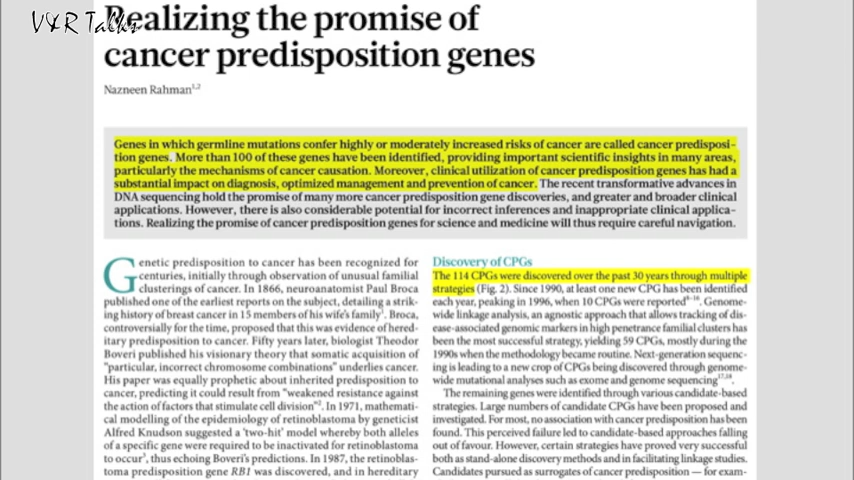 V&R Talks
Realizing the promise of
cancer predisposition genes
Nazneen Rahman1,2
Genes in which germline mutations confer highly or moderately increased risks of cancer are called cancer predisposi-
tion genes. More than 100 of these genes have been identified, providing important scientific insights in many areas,
particularly the mechanisms of cancer causation. Moreover, clinical utilization of cancer predisposition genes has had a
substantial impact on diagnosis, optimized management and prevention of cancer. The recent transformative advances in
DNA sequencing hold the promise of many more cancer predisposition gene discoveries, and greater and broader clinical
applications. However, there is also considerable potential for incorrect inferences and inappropriate clinical applica-
tions. Realizing the promise of cancer predisposition genes for science and medicine will thus require careful navigation.
Genetic predisposition to cancer has been recognized for
centuries, initially through observation of unusual familial
clusterings of cancer. In 1866, neuroanatomist Paul Broca
published one of the earliest reports on the subject, detailing a strik-
ing history of breast cancer in 15 members of his wife's family1. Broca,
controversially for the time, proposed that this was evidence of hered-
itary predisposition to cancer. Fifty years later, biologist Theodor
Boveri published his visionary theory that somatic acquisition of
"particular, incorrect chromosome combinations" underlies cancer.
His paper was equally prophetic about inherited predisposition to
cancer, predicting it could result from "weakened resistance against
the action of factors that stimulate cell division"2. In 1971, mathemati-
cal modelling of the epidemiology of retinoblastoma by geneticist
Alfred Knudson suggested a 'two-hit' model whereby both alleles
of a specific gene were required to be inactivated for retinoblastoma
to occur3, thus echoing Boveri's predictions. In 1987, the retinoblas-
toma predisposition gene RB1 was discovered, and in hereditary
Discovery of CPGs
The 114 CPGs were discovered over the past 30 years through multiple
strategies (Fig. 2). Since 1990, at least one new CPG has been identified
each year, peaking in 1996, when 10 CPGs were reported. Genome-
wide linkage analysis, an agnostic approach that allows tracking of dis-
ease-associated genomic markers in high penetrance familial clusters has
been the most successful strategy, yielding 59 CPGs, mostly during the
1990s when the methodology became routine. Next-generation sequenc-
ing is leading to a new crop of CPGs being discovered through genome-
wide mutational analyses such as exome and genome sequencing.
The remaining genes were identified through various candidate-based
strategies. Large numbers of candidate CPGs have been proposed and
investigated. For most, no association with cancer predisposition has been
found. This perceived failure led to candidate-based approaches falling
out of favour. However, certain strategies have proved very successful
both as stand-alone discovery methods and in facilitating linkage studies.
Candidates pursued as surrogates of cancer predisposition — for exam-